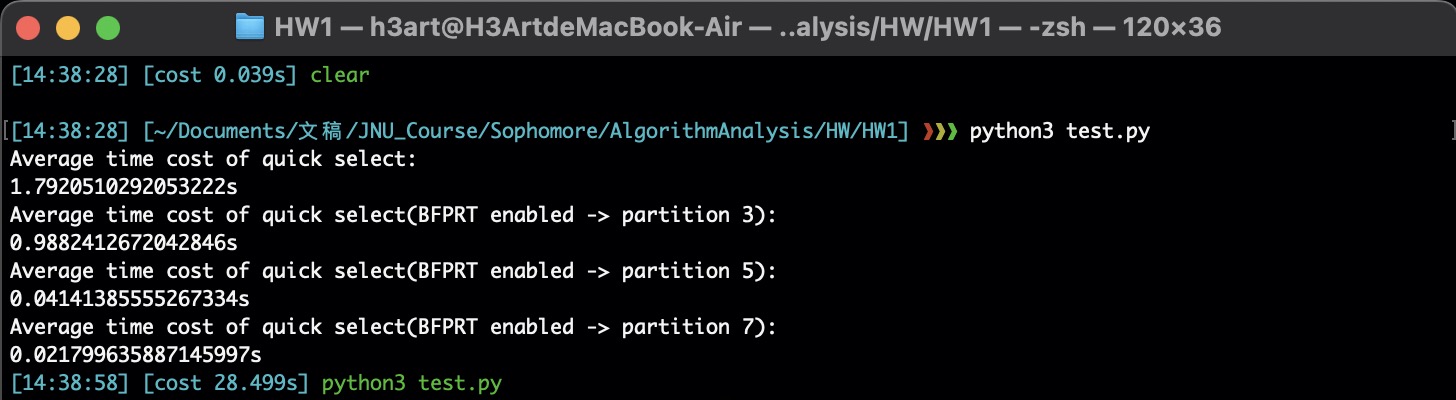 HW1 — h3art@H3ArtdeMacBook-Air — ..alysis/HW/HW1 — -zsh — 120×36
[14:38:28] [cost 0.039s] clear
[14:38:28] [~/Documents/文稿/JNU_Course/Sophomore/AlgorithmAnalysis/HW/HW1] ❯❯❯ python3 test.py
Average time cost of quick select:
1.7920510292053222s
Average time cost of quick select(BFPRT enabled -> partition 3):
0.9882412672042846s
Average time cost of quick select(BFPRT enabled -> partition 5):
0.04141385555267334s
Average time cost of quick select(BFPRT enabled -> partition 7):
0.021799635887145997s
[14:38:58] [cost 28.499s] python3 test.py